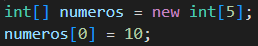 int[] numeros = new int[5];
numeros[0] = 10;